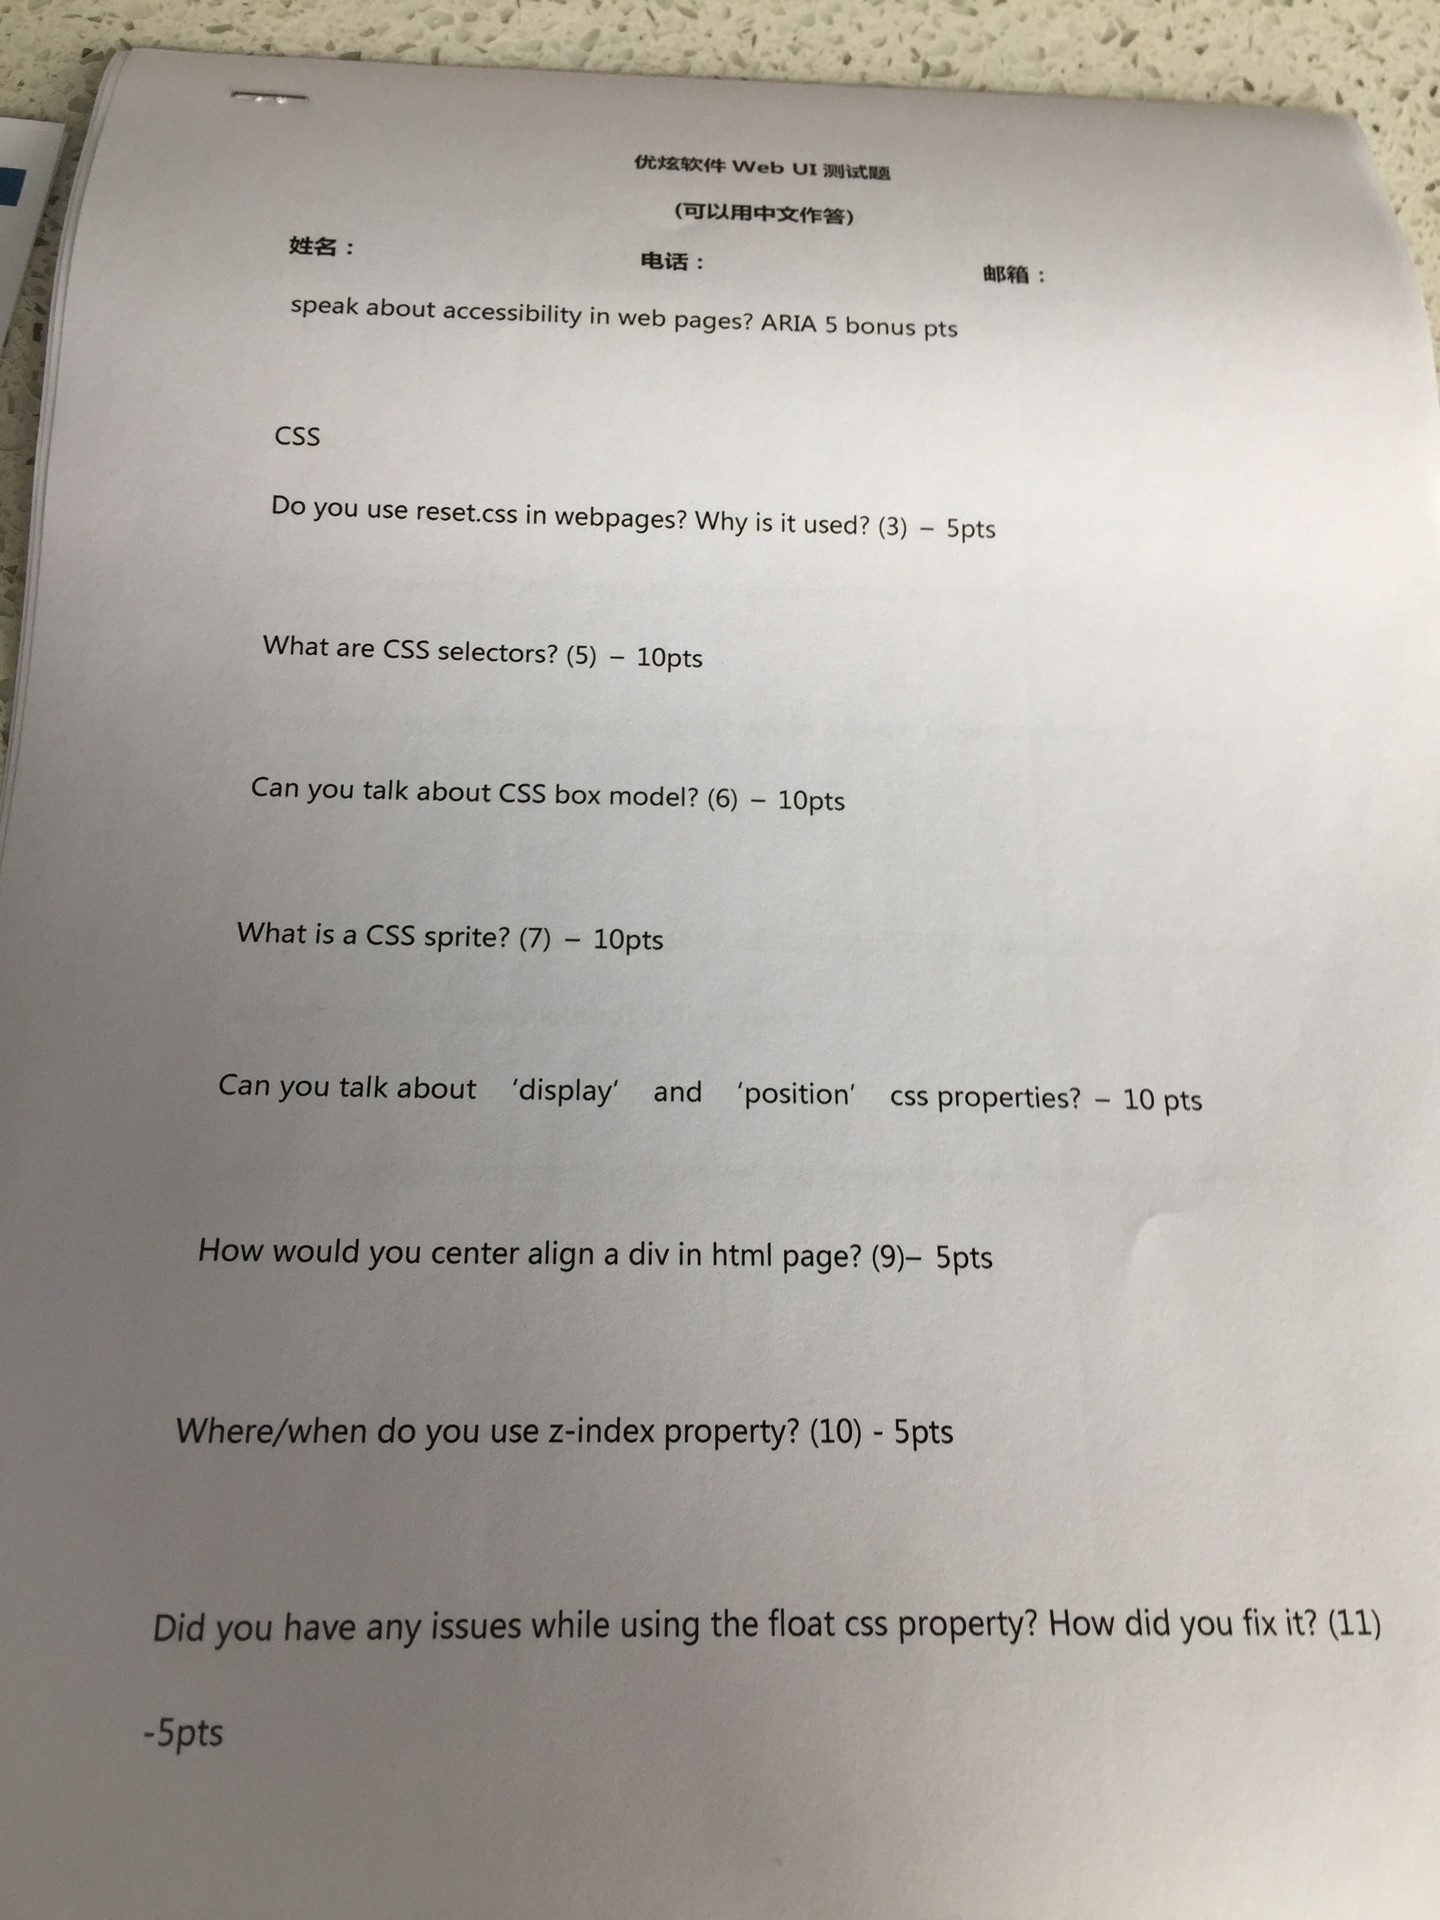 优炫软件 Web UI 测试题
(可以用中文作答)
姓名： 电话： 邮箱：
speak about accessibility in web pages? ARIA 5 bonus pts
CSS
Do you use reset.css in webpages? Why is it used? (3) – 5pts
What are CSS selectors? (5) – 10pts
Can you talk about CSS box model? (6) – 10pts
What is a CSS sprite? (7) – 10pts
Can you talk about ‘display’ and ‘position’ css properties? – 10 pts
How would you center align a div in html page? (9)– 5pts
Where/when do you use z-index property? (10) - 5pts
Did you have any issues while using the float css property? How did you fix it? (11)
-5pts